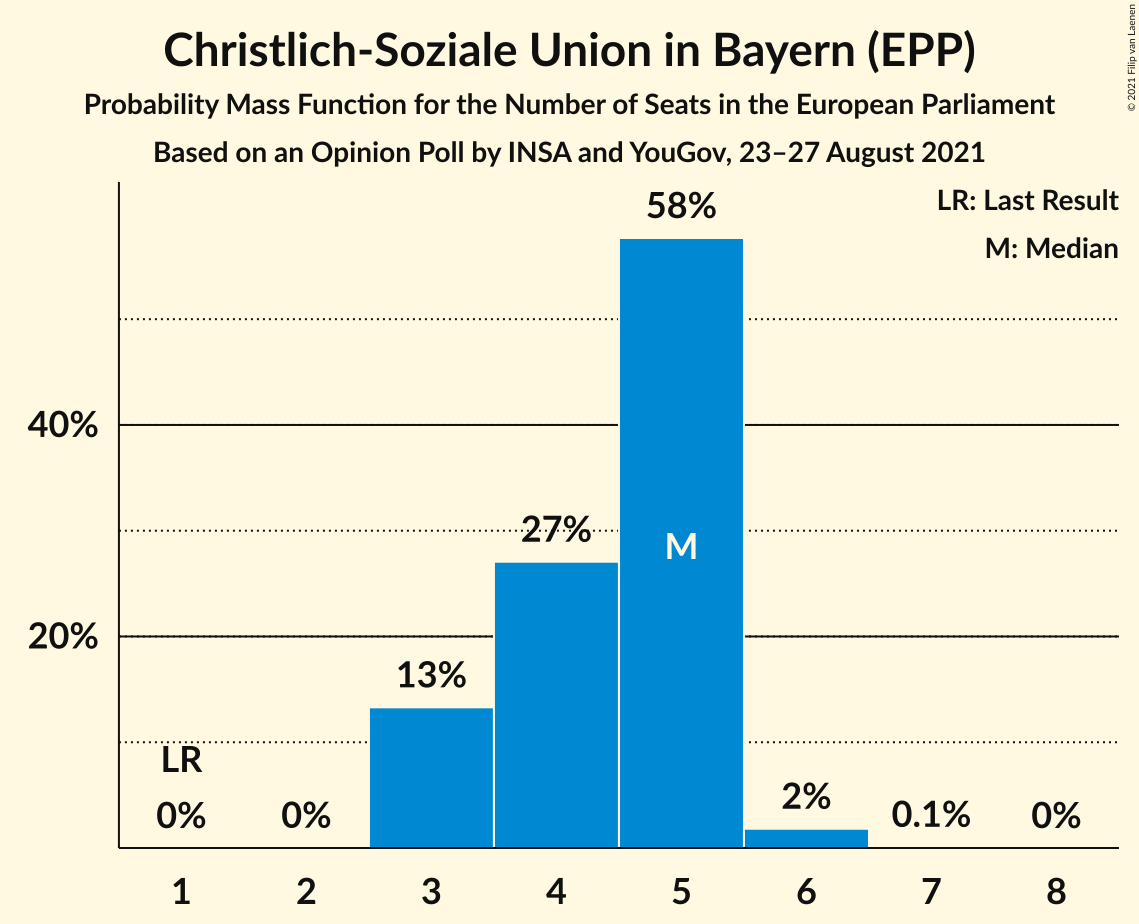 Christlich-Soziale Union in Bayern (EPP)
Probability Mass Function for the Number of Seats in the European Parliament
Based on an Opinion Poll by INSA and YouGov, 23–27 August 2021
© 2021 Filip van Laenen
LR: Last Result
M: Median
58%
40%
27%
M
20%
13%
LR
0%
0%
2%
0.1%
0%
1 2 3 4 5 6 7 8